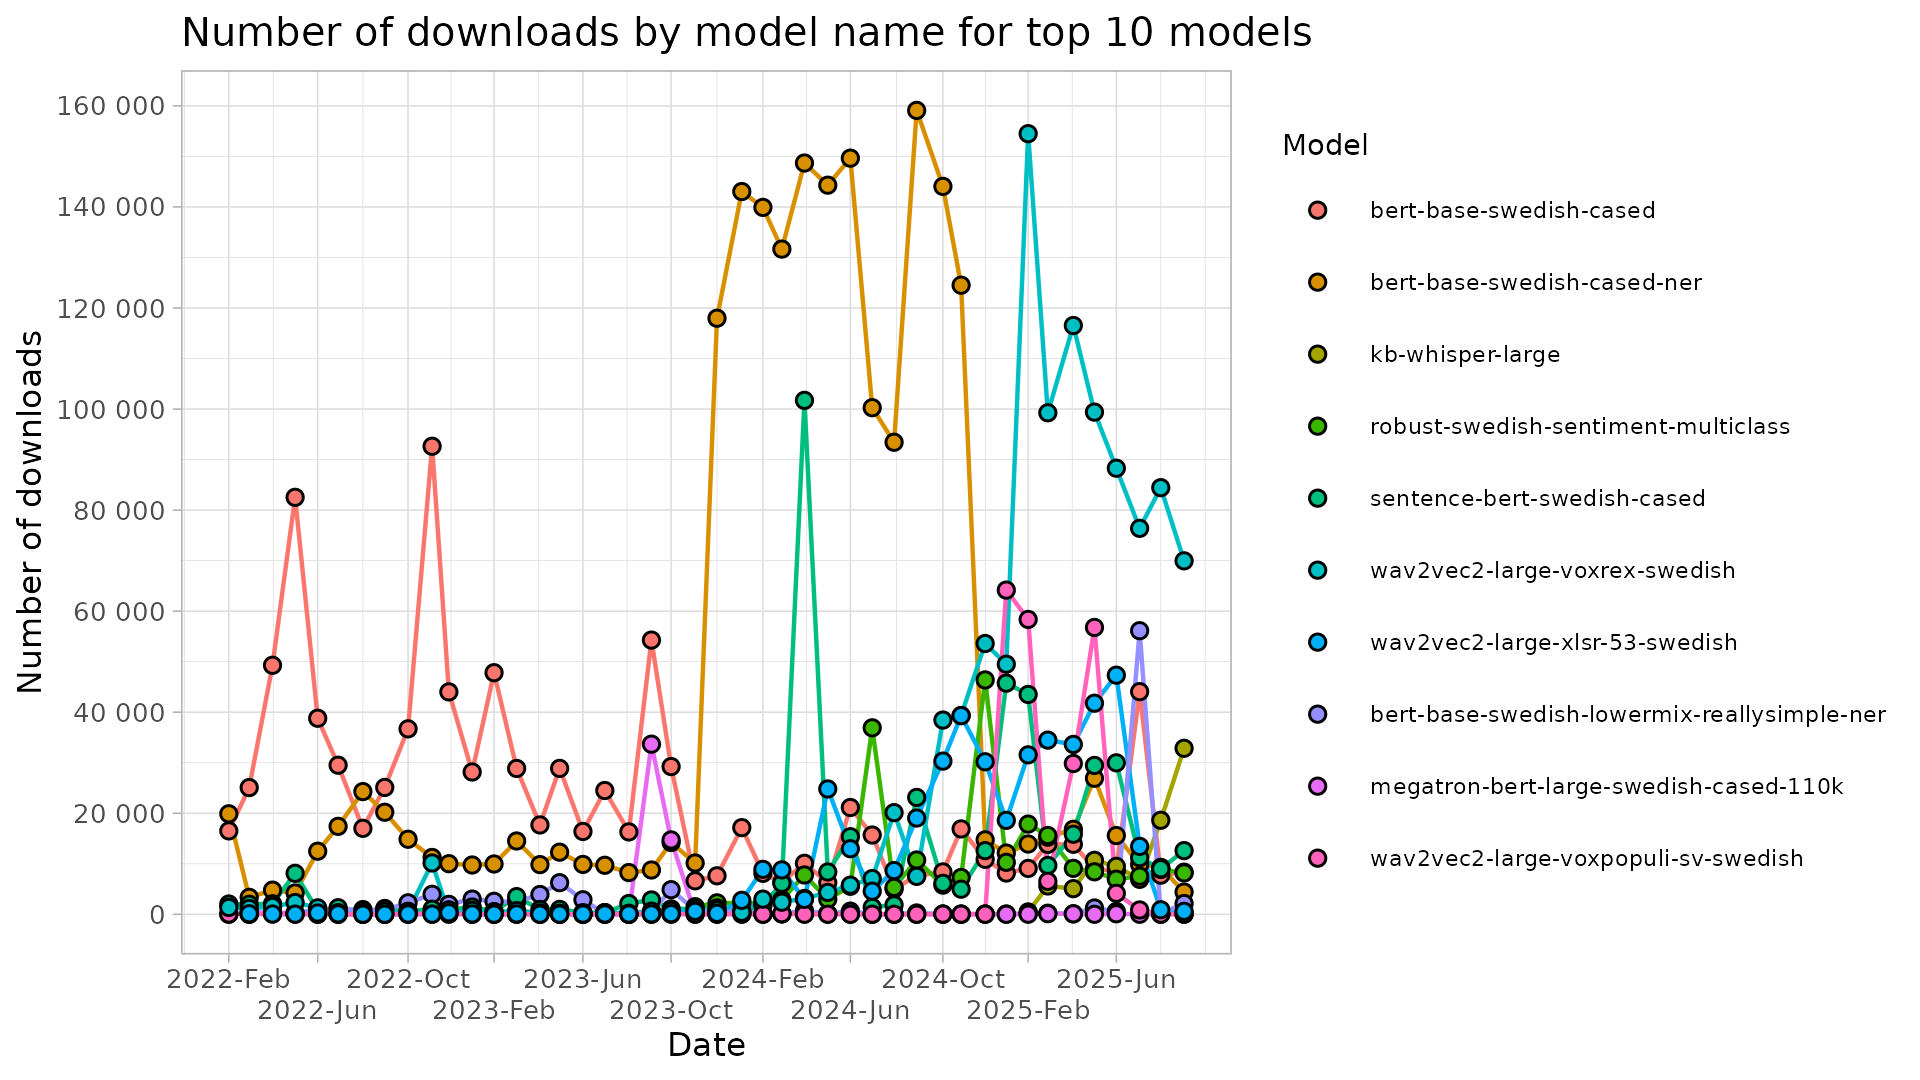 Number of downloads by model name for top 10 models
160 000
140 000
120 000
100 000
80 000
60 000
40 000
20 000
0
Number of downloads
2022-Feb
2022-Jun
2022-Oct
2023-Feb
2023-Jun
2023-Oct
2024-Feb
2024-Jun
2024-Oct
2025-Feb
2025-Jun
Date
Model
bert-base-swedish-cased
bert-base-swedish-cased-ner
kb-whisper-large
robust-swedish-sentiment-multiclass
sentence-bert-swedish-cased
wav2vec2-large-voxrex-swedish
wav2vec2-large-xlsr-53-swedish
bert-base-swedish-lowermix-reallysimple-ner
megatron-bert-large-swedish-cased-110k
wav2vec2-large-voxpopuli-sv-swedish